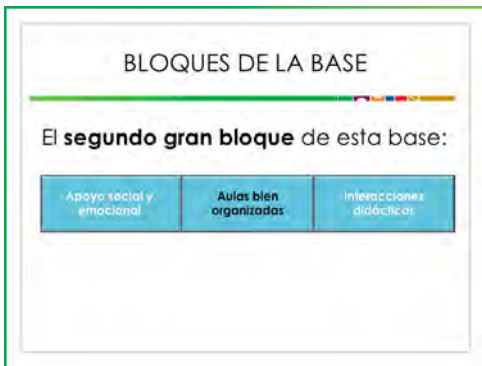 BLOQUES DE LA BASE
El segundo gran bloque de esta base:
Apoyo social y
emocional
Aulas bien
organizadas
Interacciones
didácticas